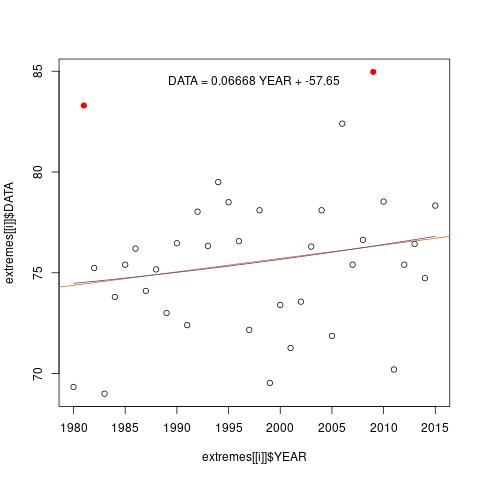 DATA = 0.06668 YEAR + -57.65
85
80
75
70
extremes[[i]]$DATA
1980 1985 1990 1995 2000 2005 2010 2015
extremes[[i]]$YEAR